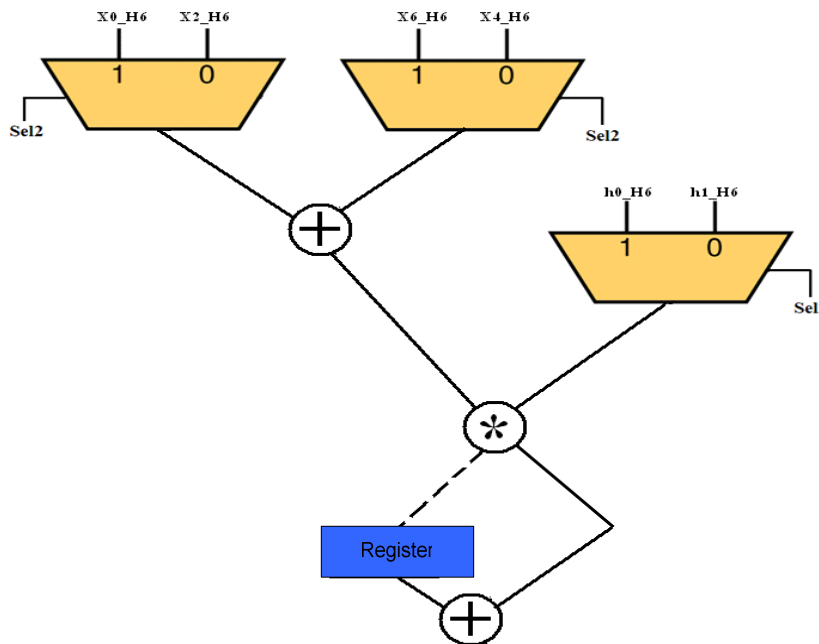 X0_H6 X2_H6 X6_H6 X4_H6
1 0 1 0
Sel2 Sel2
h0_H6 h1_H6
+
1 0
Sel
*
Register
+